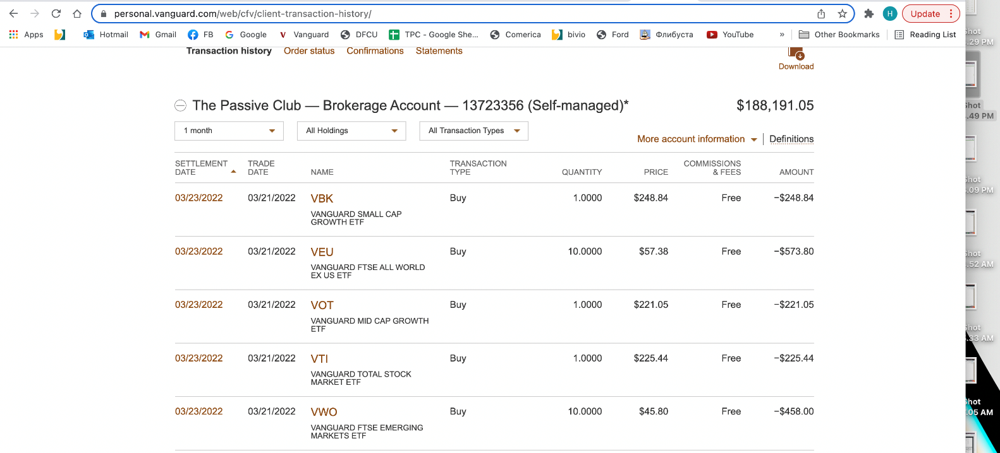 personal.vanguard.com/web/cfv/client-transaction-history/
H
Update
Apps
Hotmail
Gmail
FB
Google
Vanguard
DFCU
TPC - Google She...
Comerica
bivio
Ford
Флибуста
YouTube
»
Other Bookmarks
Reading List
Transaction history Order status Confirmations Statements
Download
The Passive Club — Brokerage Account — 13723356 (Self-managed)* $188,191.05
1 month All Holdings All Transaction Types
More account information Definitions
SETTLEMENT DATE TRADE DATE NAME TRANSACTION TYPE QUANTITY PRICE COMMISSIONS & FEES AMOUNT
03/23/2022 03/21/2022 VBK Buy 1.0000 $248.84 Free −$248.84
VANGUARD SMALL CAP
GROWTH ETF
03/23/2022 03/21/2022 VEU Buy 10.0000 $57.38 Free −$573.80
VANGUARD FTSE ALL WORLD
EX US ETF
03/23/2022 03/21/2022 VOT Buy 1.0000 $221.05 Free −$221.05
VANGUARD MID CAP GROWTH
ETF
03/23/2022 03/21/2022 VTI Buy 1.0000 $225.44 Free −$225.44
VANGUARD TOTAL STOCK
MARKET ETF
03/23/2022 03/21/2022 VWO Buy 10.0000 $45.80 Free −$458.00
VANGUARD FTSE EMERGING
MARKETS ETF
.29 PM
Shot
.49 PM
Shot
.09 PM
Shot
.52 AM
Shot
.33 AM
Shot
.05 AM